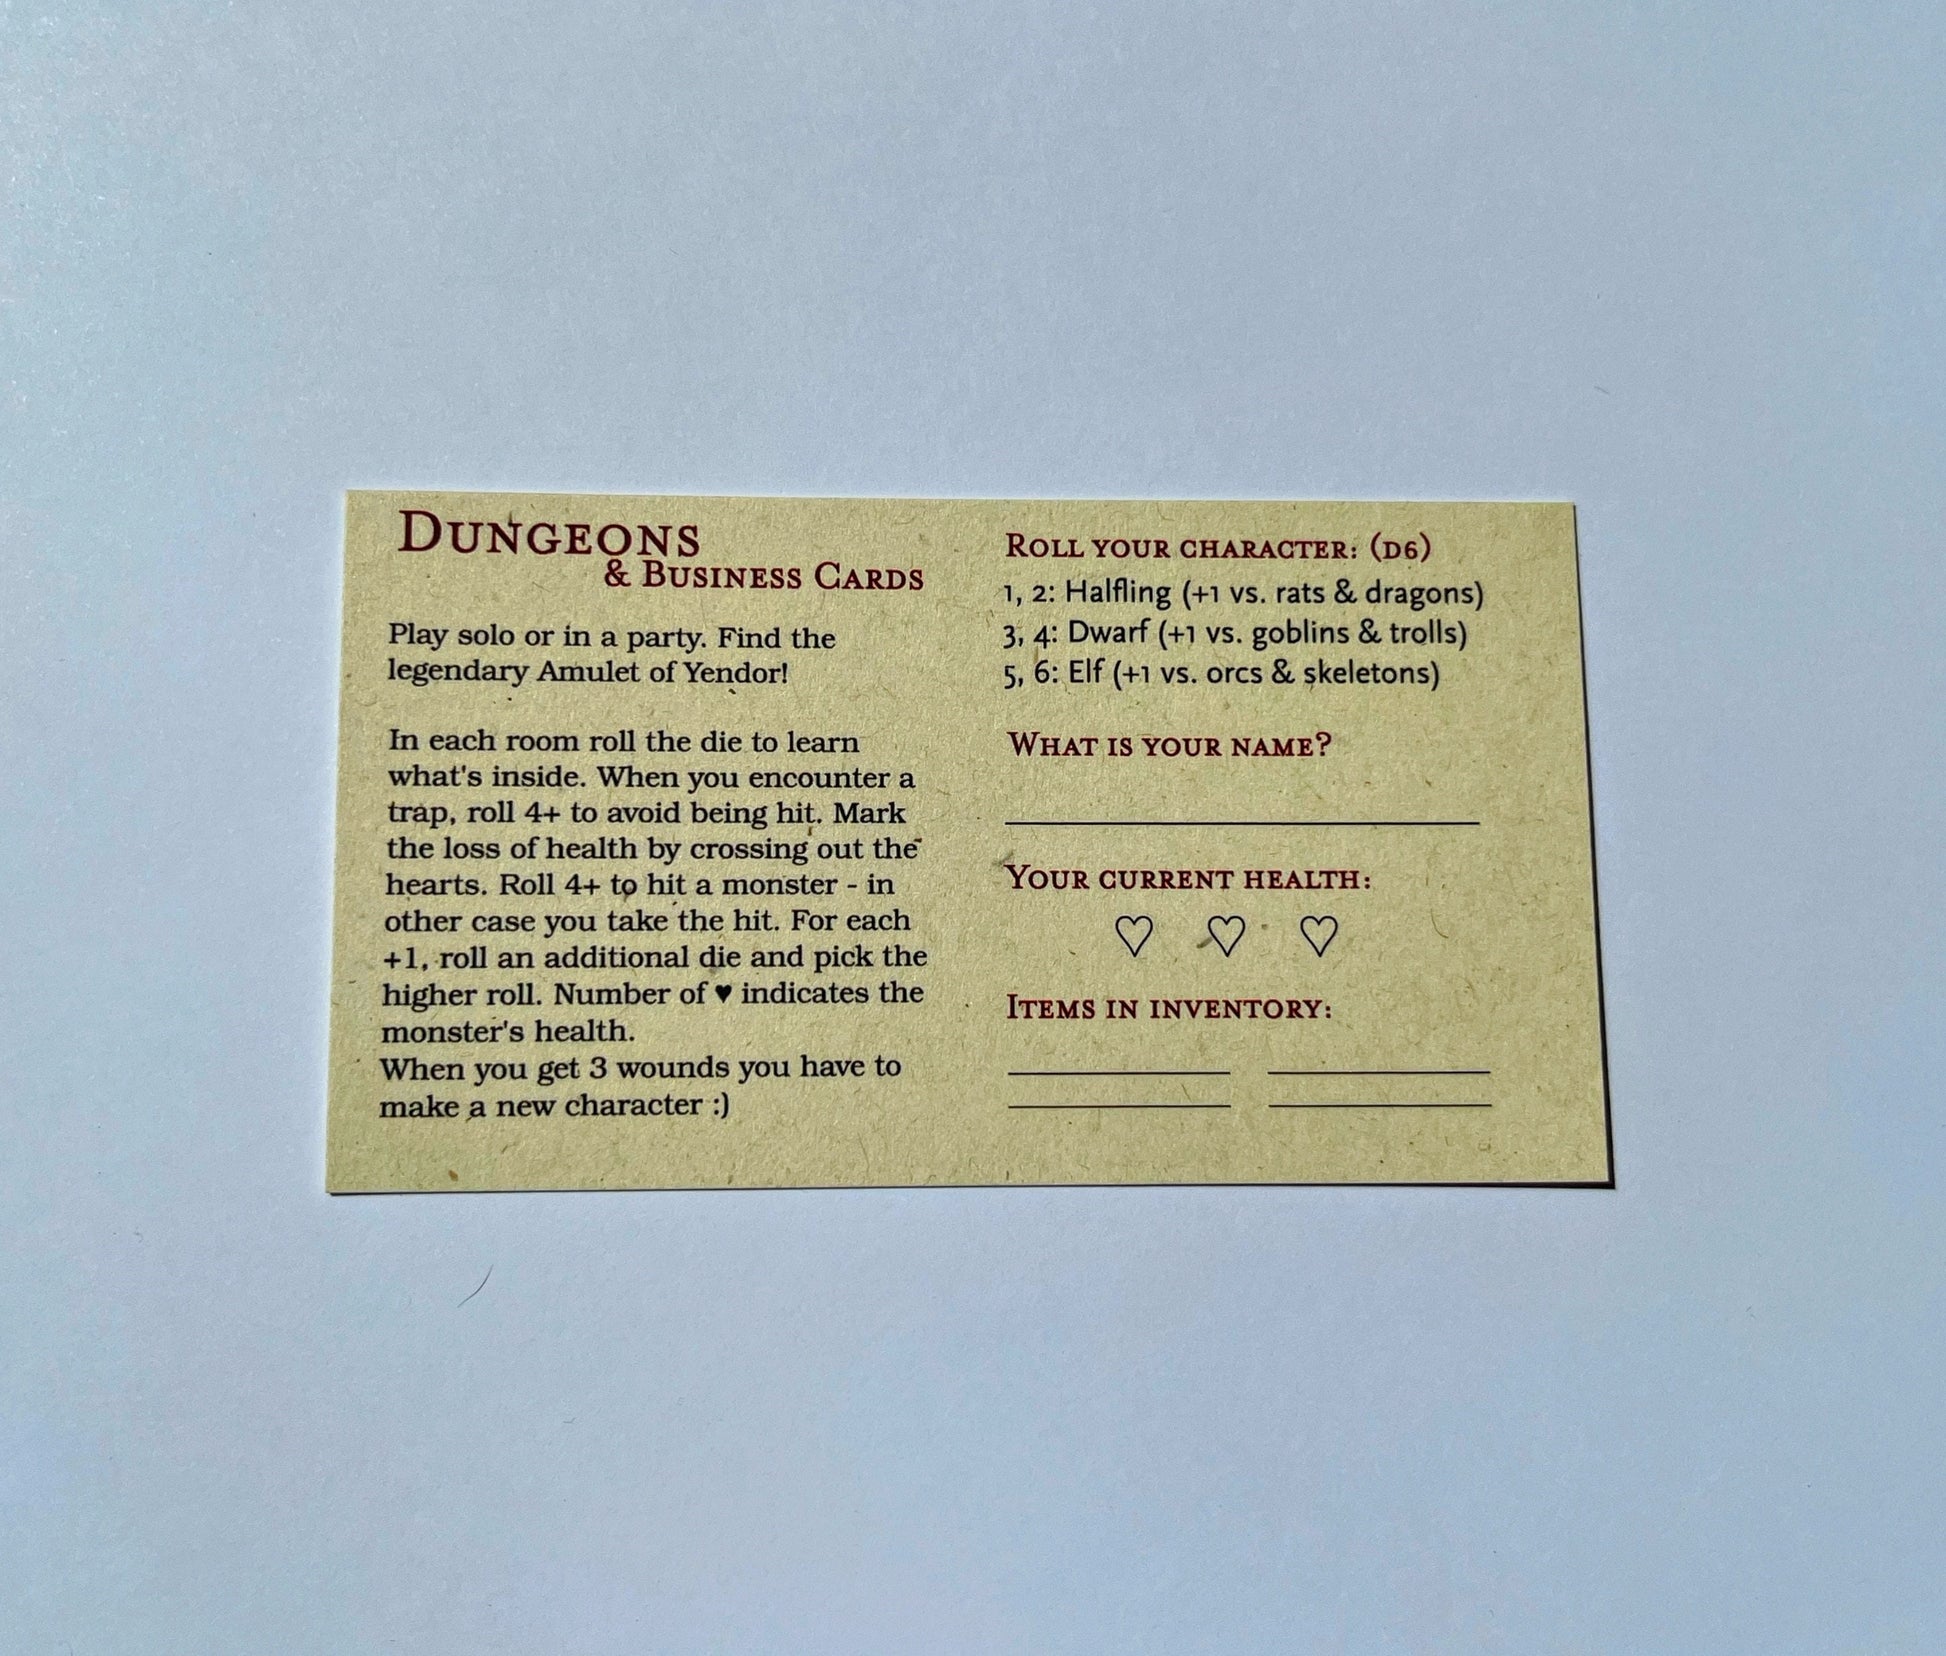 Dungeons
& Business Cards
Play solo or in a party. Find the
legendary Amulet of Yendor!
In each room roll the die to learn
what's inside. When you encounter a
trap, roll 4+ to avoid being hit. Mark
the loss of health by crossing out the
hearts. Roll 4+ to hit a monster - in
other case you take the hit. For each
+1, roll an additional die and pick the
higher roll. Number of ♥ indicates the
monster's health.
When you get 3 wounds you have to
make a new character :)
Roll your character: (d6)
1, 2: Halfling (+1 vs. rats & dragons)
3, 4: Dwarf (+1 vs. goblins & trolls)
5, 6: Elf (+1 vs. orcs & skeletons)
What is your name?
Your current health:
♡ ♡ ♡
Items in inventory: